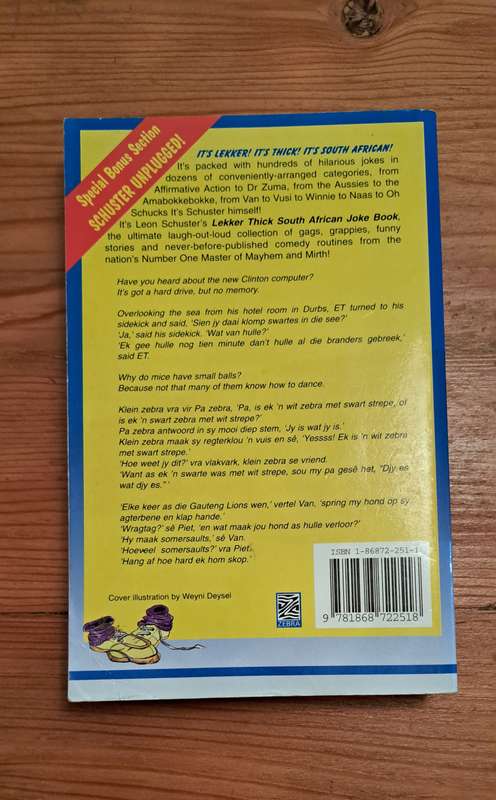 Special Bonus Section
SCHUSTER UNPLUGGED!
IT'S LEKKER! IT'S THICK! IT'S SOUTH AFRICAN!
It's packed with hundreds of hilarious jokes in
dozens of conveniently-arranged categories, from
Affirmative Action to Dr Zuma, from the Aussies to the
Amabokkebokke, from Van to Vusi to Winnie to Naas to Oh
Schucks It's Schuster himself!
It's Leon Schuster's Lekker Thick South African Joke Book,
the ultimate laugh-out-loud collection of gags, grappies, funny
stories and never-before-published comedy routines from the
nation's Number One Master of Mayhem and Mirth!
Have you heard about the new Clinton computer?
It's got a hard drive, but no memory.
Overlooking the sea from his hotel room in Durbs, ET turned to his
sidekick and said, 'Sien jy daai klomp swartes in die see?'
'Ja,' said his sidekick. 'Wat van hulle?'
'Ek gee hulle nog tien minute dan't hulle al die branders gebreek,'
said ET.
Why do mice have small balls?
Because not that many of them know how to dance.
Klein zebra vra vir Pa zebra, 'Pa, is ek 'n wit zebra met swart strepe, of
is ek 'n swart zebra met wit strepe?'
Pa zebra antwoord in sy mooi diep stem, 'Jy is wat jy is.'
Klein zebra maak sy regterklou 'n vuis en sê, 'Yessss! Ek is 'n wit zebra
met swart strepe.'
'Hoe weet jy dit?' vra vlakvark, klein zebra se vriend.
'Want as ek 'n swarte was met wit strepe, sou my pa gesê het, "Djy es
wat djy es."'
'Elke keer as die Gauteng Lions wen,' vertel Van, 'spring my hond op sy
agterbene en klap hande.'
'Wragtag?' sê Piet, 'en wat maak jou hond as hulle verloor?'
'Hy maak somersaults,' sê Van.
'Hoeveel somersaults?' vra Piet.
'Hang af hoe hard ek hom skop.'
Cover illustration by Weyni Deysel
ZEBRA
ISBN 1-86872-251-
9 781868 722518